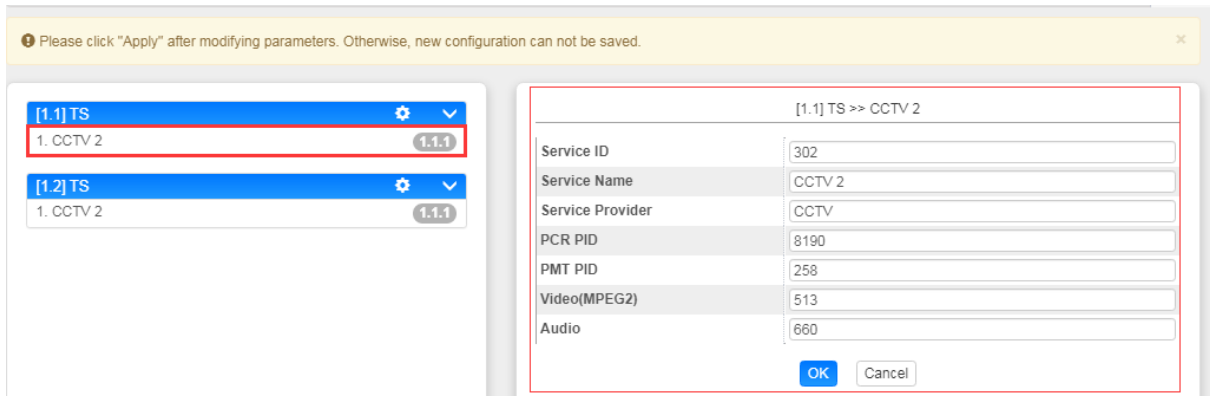 Please click "Apply" after modifying parameters. Otherwise, new configuration can not be saved.
[1.1] TS
1. CCTV 2 1.1.1
[1.2] TS
1. CCTV 2 1.1.1
[1.1] TS >> CCTV 2
Service ID 302
Service Name CCTV 2
Service Provider CCTV
PCR PID 8190
PMT PID 258
Video(MPEG2) 513
Audio 660
OK Cancel